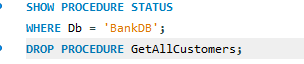 SHOW PROCEDURE STATUS
WHERE Db = 'BankDB';
DROP PROCEDURE GetAllCustomers;